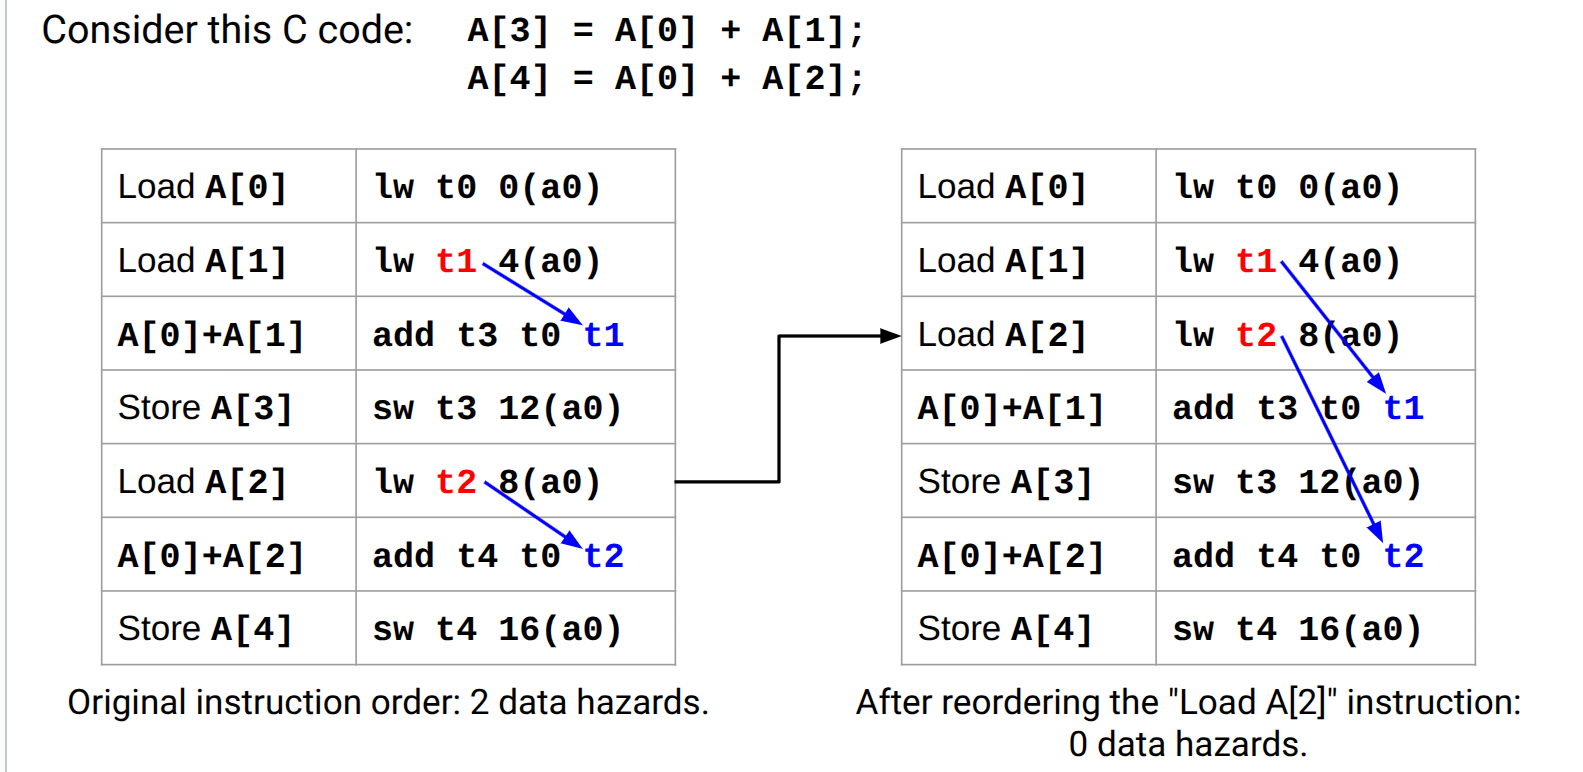 Consider this C code: A[3] = A[0] + A[1];
A[4] = A[0] + A[2];
Load A[0] lw t0 0(a0)
Load A[1] lw t1 4(a0)
A[0]+A[1] add t3 t0 t1
Store A[3] sw t3 12(a0)
Load A[2] lw t2 8(a0)
A[0]+A[2] add t4 t0 t2
Store A[4] sw t4 16(a0)
Original instruction order: 2 data hazards.
Load A[0] lw t0 0(a0)
Load A[1] lw t1 4(a0)
Load A[2] lw t2 8(a0)
A[0]+A[1] add t3 t0 t1
Store A[3] sw t3 12(a0)
A[0]+A[2] add t4 t0 t2
Store A[4] sw t4 16(a0)
After reordering the "Load A[2]" instruction:
0 data hazards.